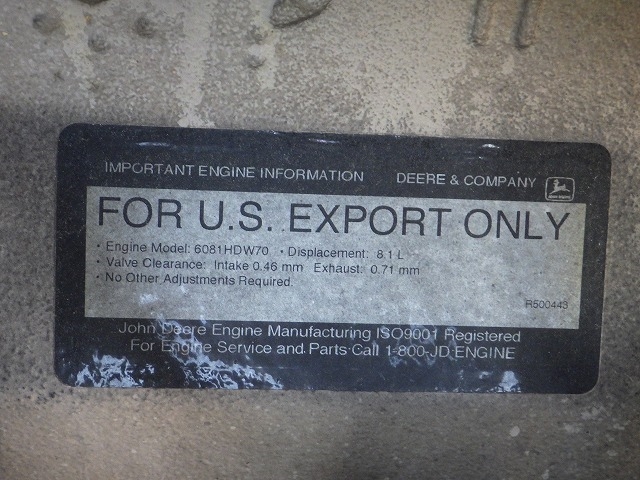 IMPORTANT ENGINE INFORMATION DEERE & COMPANY
FOR U.S. EXPORT ONLY
• Engine Model: 6081HDW70 • Displacement: 8.1 L
• Valve Clearance: Intake 0.46 mm Exhaust: 0.71 mm
• No Other Adjustments Required.
R500443
John Deere Engine Manufacturing ISO9001 Registered
For Engine Service and Parts Call 1-800-JD ENGINE